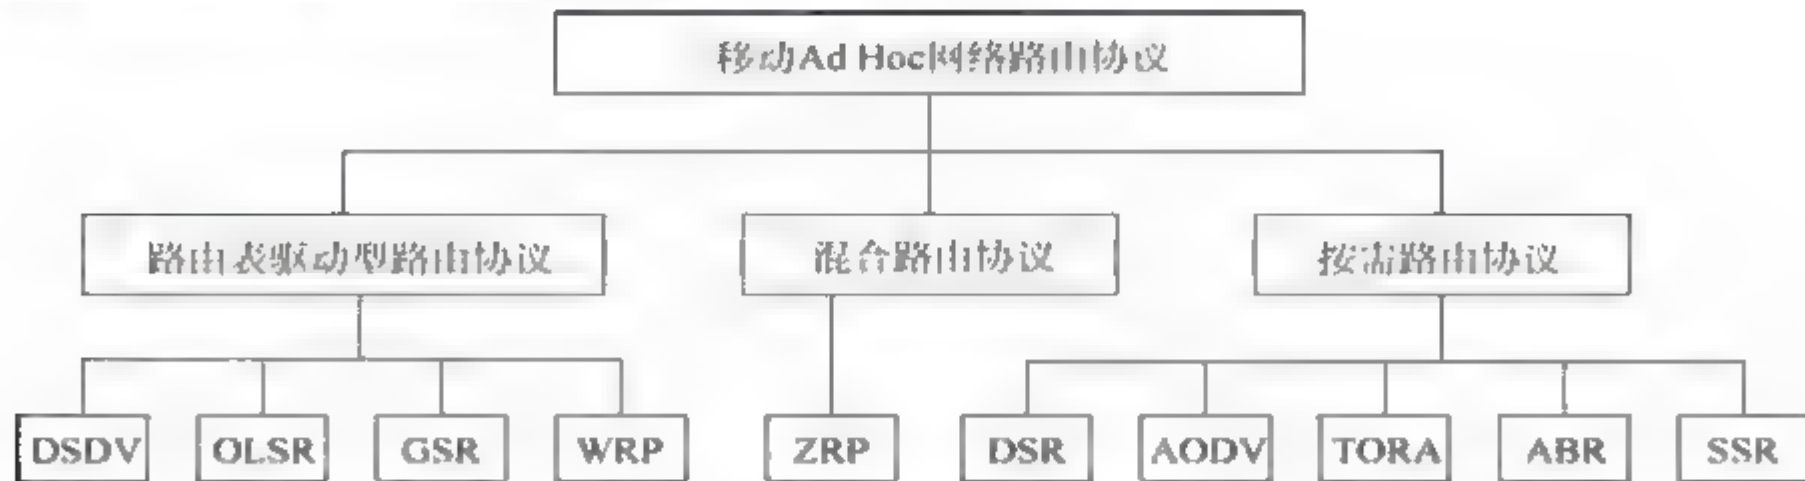 移动Ad Hoc网络路由协议
路由表驱动型路由协议
混合路由协议
按需路由协议
DSDV
OLSR
GSR
WRP
ZRP
DSR
AODV
TORA
ABR
SSR